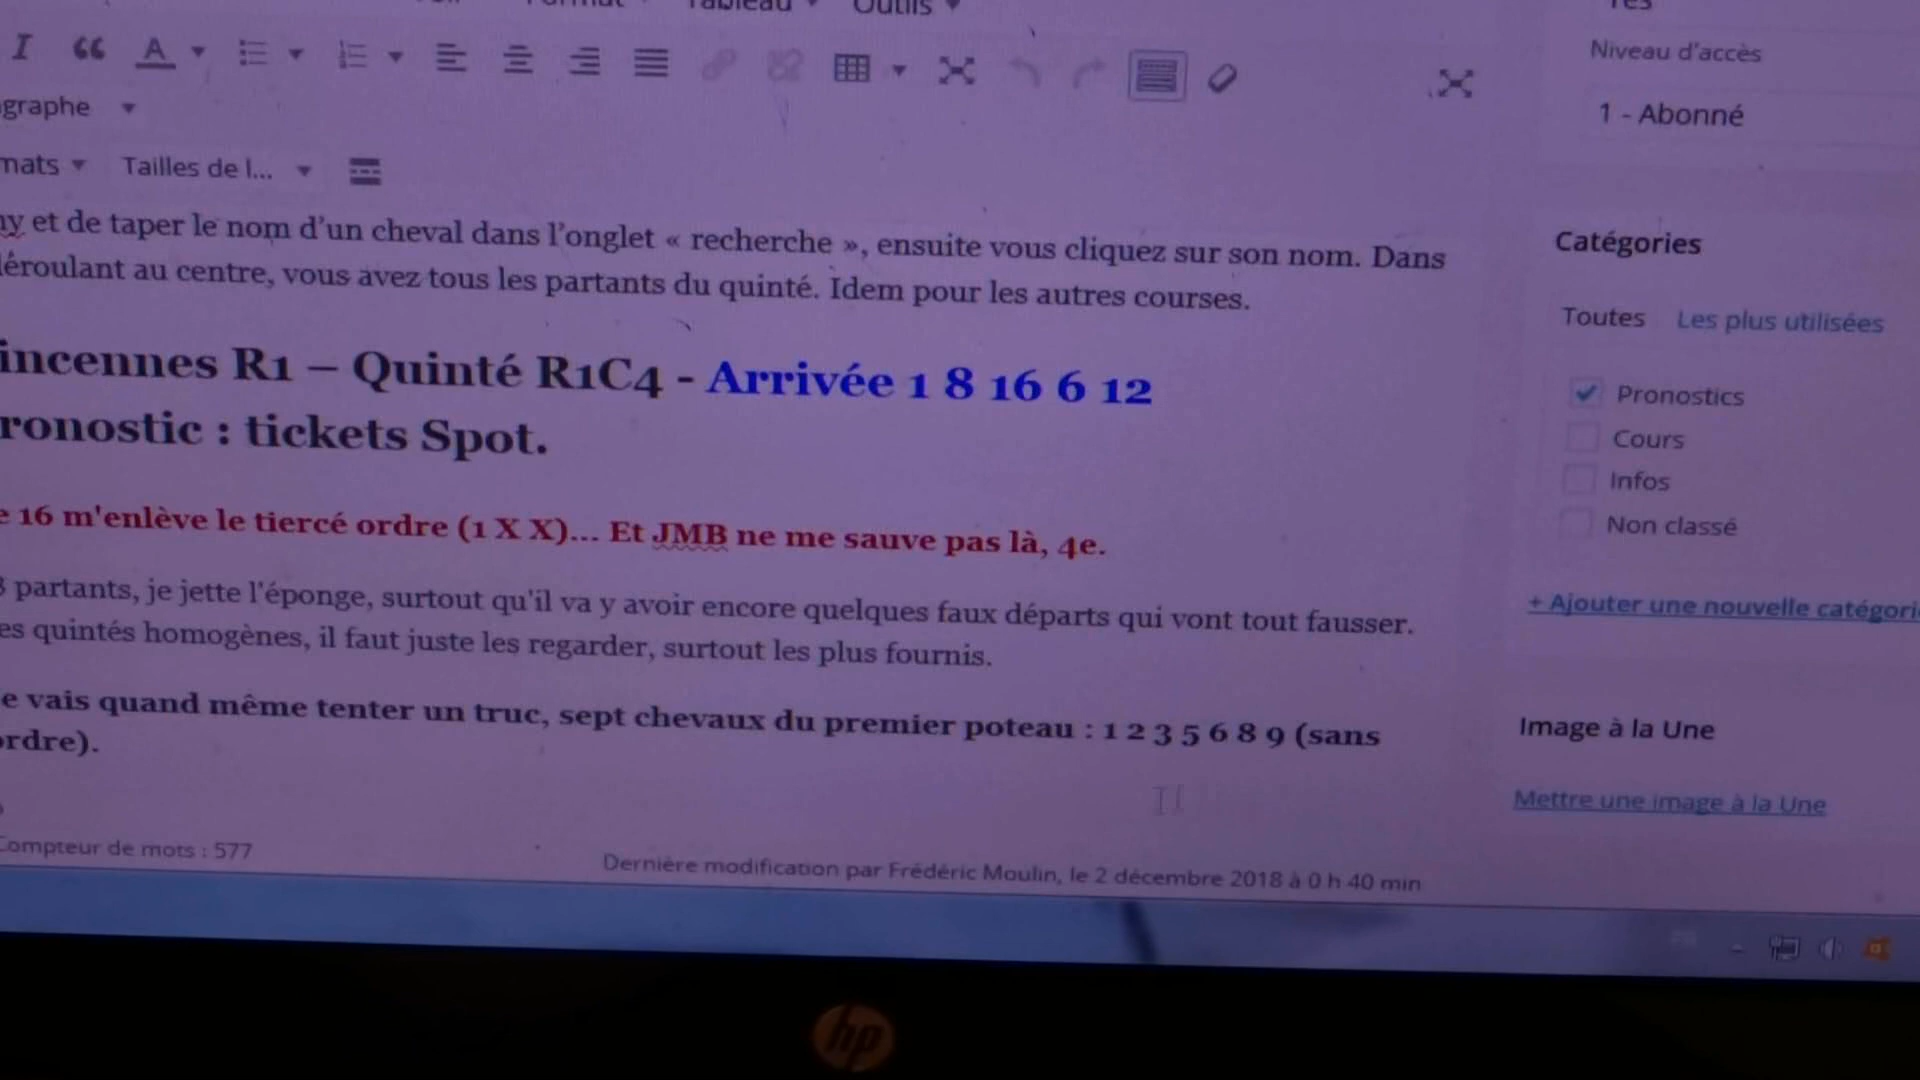 Tableau
Outils
Niveau d'accès
1 - Abonné
graphe
mats
Tailles de l...
et de taper le nom d'un cheval dans l'onglet « recherche », ensuite vous cliquez sur son nom. Dans
éroulant au centre, vous avez tous les partants du quinté. Idem pour les autres courses.
incennes R1 – Quinté R1C4 - Arrivée 1 8 16 6 12
ronostic : tickets Spot.
e 16 m'enlève le tiercé ordre (1 X X)... Et JMB ne me sauve pas là, 4e.
partants, je jette l'éponge, surtout qu'il va y avoir encore quelques faux départs qui vont tout fausser.
es quintés homogènes, il faut juste les regarder, surtout les plus fournis.
e vais quand même tenter un truc, sept chevaux du premier poteau : 1 2 3 5 6 8 9 (sans
ordre).
Compteur de mots : 577
Dernière modification par Frédéric Moulin, le 2 décembre 2018 à 0 h 40 min
Catégories
Toutes
Les plus utilisées
Pronostics
Cours
Infos
Non classé
+ Ajouter une nouvelle catégori
Image à la Une
Mettre une image à la Une
hp